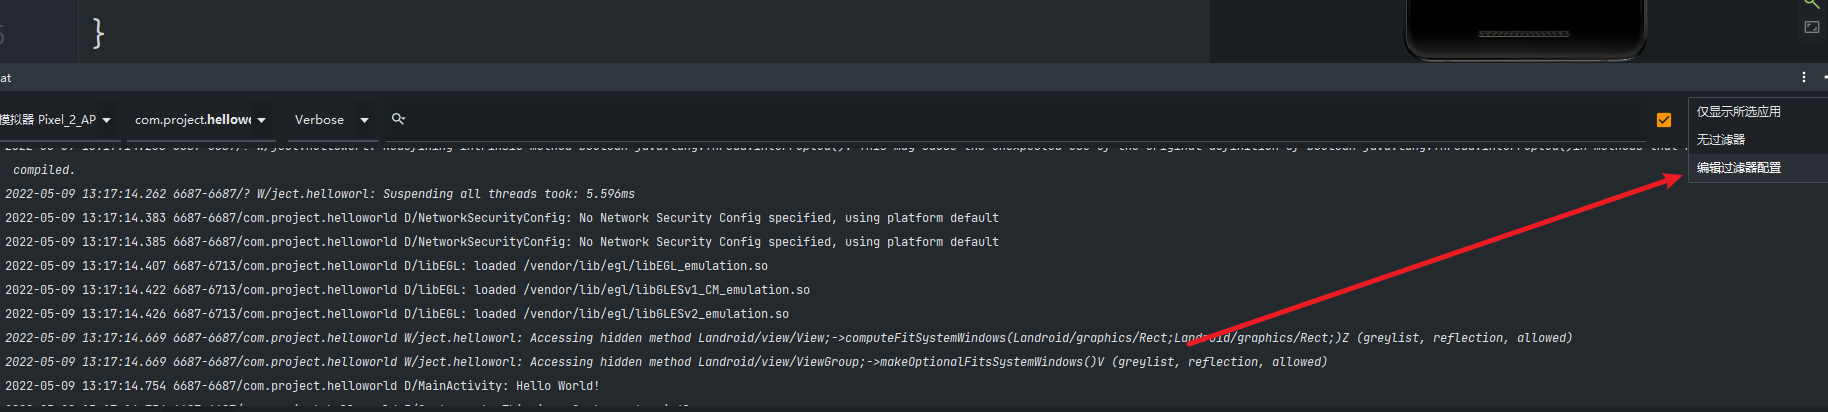 }
at
模拟器 Pixel_2_AP com.project.hellow Verbose
仅显示所选应用
无过滤器
编辑过滤器配置
compiled.
2022-05-09 13:17:14.262 6687-6687/? W/ject.helloworl: Suspending all threads took: 5.596ms
2022-05-09 13:17:14.383 6687-6687/com.project.helloworld D/NetworkSecurityConfig: No Network Security Config specified, using platform default
2022-05-09 13:17:14.385 6687-6687/com.project.helloworld D/NetworkSecurityConfig: No Network Security Config specified, using platform default
2022-05-09 13:17:14.407 6687-6713/com.project.helloworld D/libEGL: loaded /vendor/lib/egl/libEGL_emulation.so
2022-05-09 13:17:14.422 6687-6713/com.project.helloworld D/libEGL: loaded /vendor/lib/egl/libGLESv1_CM_emulation.so
2022-05-09 13:17:14.426 6687-6713/com.project.helloworld D/libEGL: loaded /vendor/lib/egl/libGLESv2_emulation.so
2022-05-09 13:17:14.669 6687-6687/com.project.helloworld W/ject.helloworl: Accessing hidden method Landroid/view/View;->computeFitSystemWindows(Landroid/graphics/Rect;Landroid/graphics/Rect;)Z (greylist, reflection, allowed)
2022-05-09 13:17:14.669 6687-6687/com.project.helloworld W/ject.helloworl: Accessing hidden method Landroid/view/ViewGroup;->makeOptionalFitsSystemWindows()V (greylist, reflection, allowed)
2022-05-09 13:17:14.754 6687-6687/com.project.helloworld D/MainActivity: Hello World!